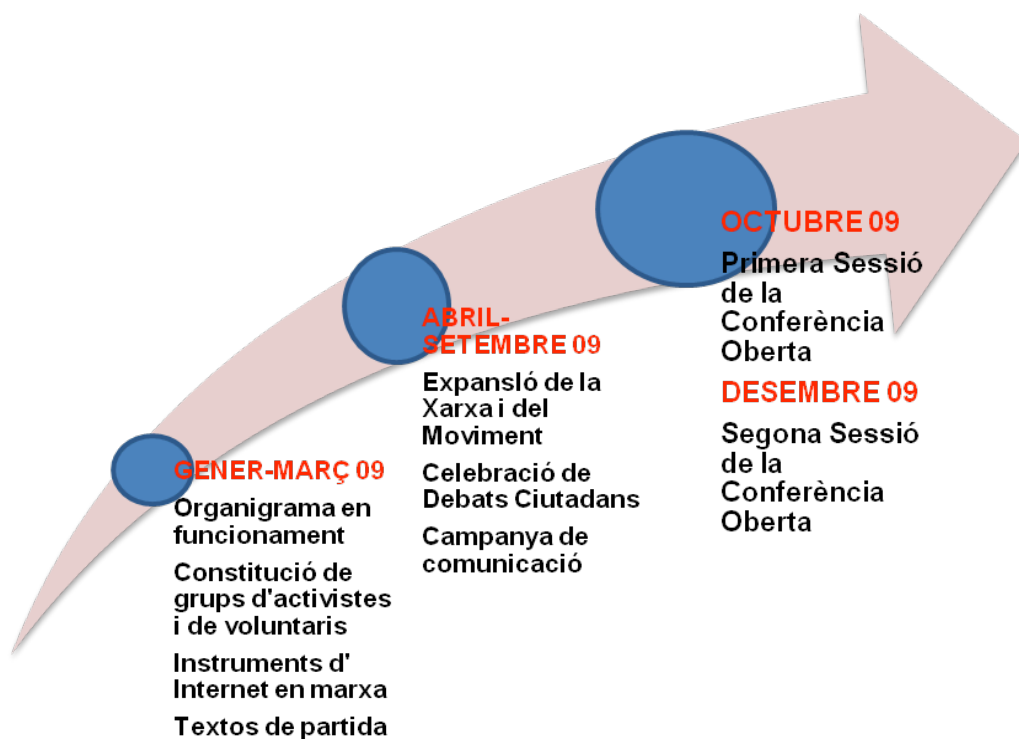 GENER-MARÇ 09
Organigrama en
funcionament
Constitució de
grups d'activistes
i de voluntaris
Instruments d'
Internet en marxa
Textos de partida
ABRIL-
SETEMBRE 09
Expansló de la
Xarxa i del
Moviment
Celebració de
Debats Ciutadans
Campanya de
comunicació
OCTUBRE 09
Primera Sessió
de la
Conferència
Oberta
DESEMBRE 09
Segona Sessió
de la
Conferència
Oberta